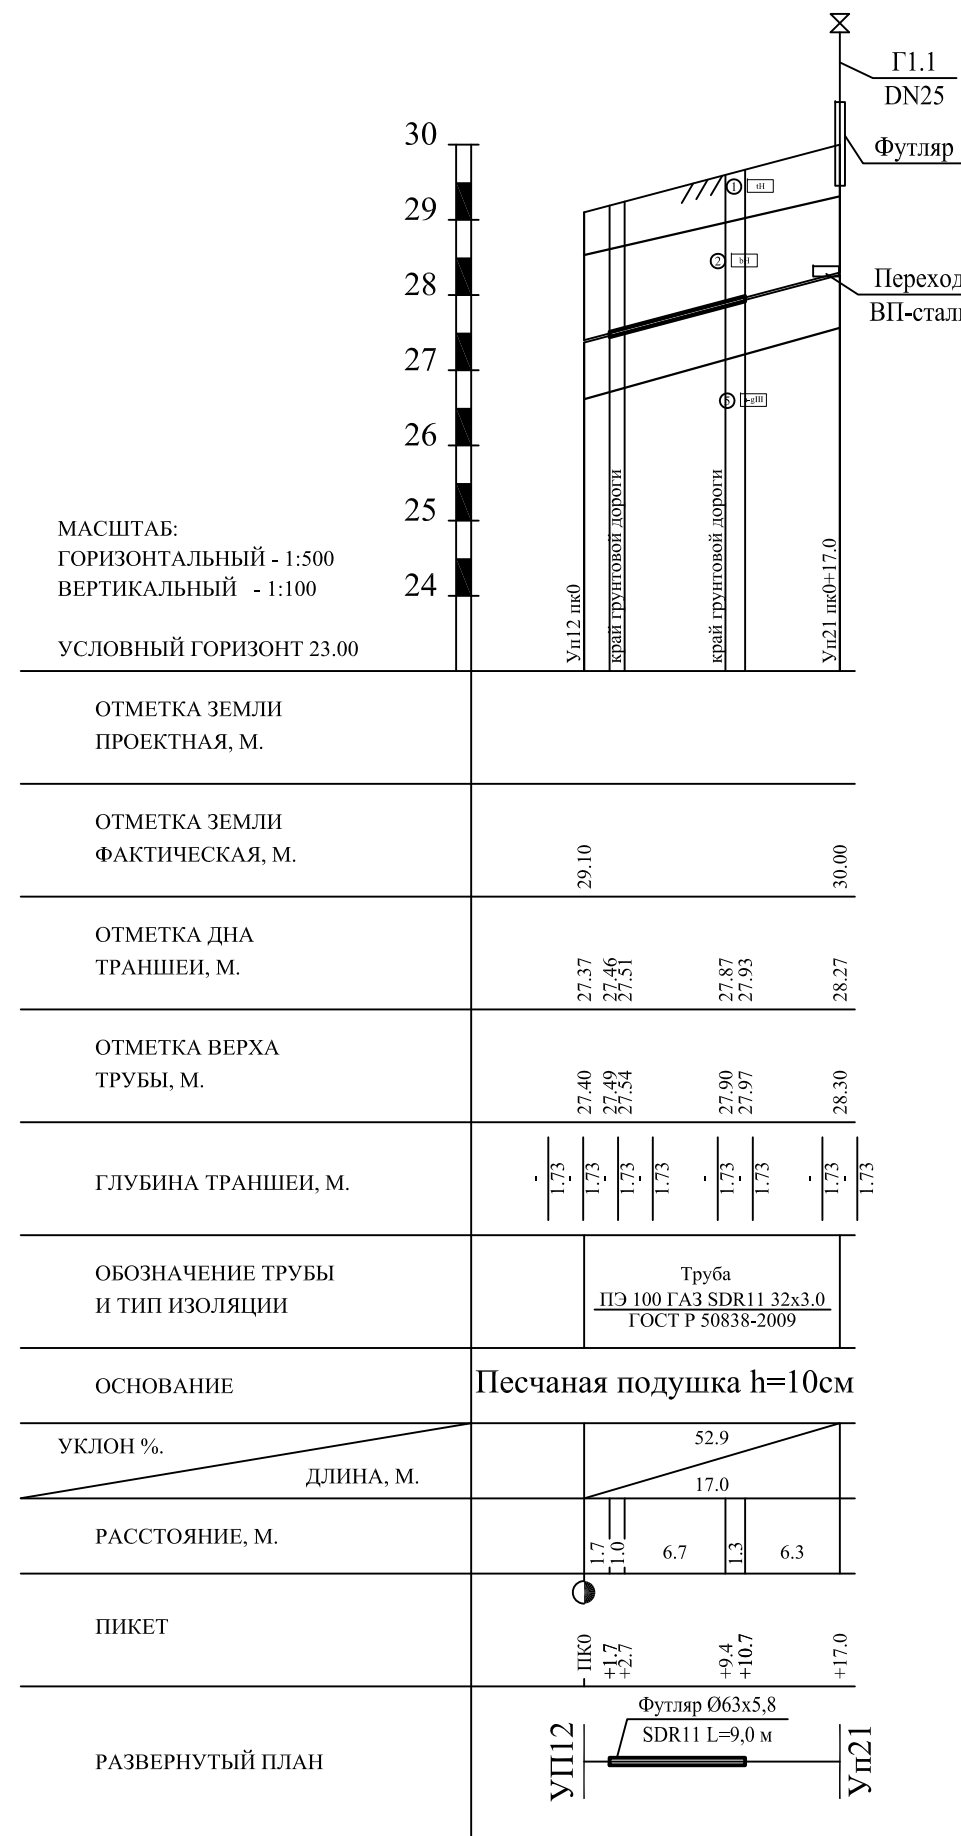 Г1.1
DN25
Футляр
30
29
28
27
26
25
24
1 tH
2 bH
Переход
ВП-сталь
МАСШТАБ:
ГОРИЗОНТАЛЬНЫЙ - 1:500
ВЕРТИКАЛЬНЫЙ - 1:100
УСЛОВНЫЙ ГОРИЗОНТ 23.00
Уп12 пк0
край грунтовой дороги
край грунтовой дороги
Уп21 пк0+17.0
ОТМЕТКА ЗЕМЛИ
ПРОЕКТНАЯ, М.
ОТМЕТКА ЗЕМЛИ
ФАКТИЧЕСКАЯ, М.
29.10
30.00
ОТМЕТКА ДНА
ТРАНШЕИ, М.
27.37
27.46
27.51
27.87
27.93
28.27
ОТМЕТКА ВЕРХА
ТРУБЫ, М.
27.40
27.49
27.54
27.90
27.97
28.30
ГЛУБИНА ТРАНШЕИ, М.
-
1.73
-
1.73
-
1.73
-
1.73
-
1.73
-
1.73
-
1.73
-
1.73
ОБОЗНАЧЕНИЕ ТРУБЫ
И ТИП ИЗОЛЯЦИИ
Труба
ПЭ 100 ГАЗ SDR11 32x3.0
ГОСТ Р 50838-2009
ОСНОВАНИЕ
Песчаная подушка h=10см
УКЛОН %.
ДЛИНА, М.
52.9
17.0
РАССТОЯНИЕ, М.
1.7
1.0
6.7
1.3
6.3
ПИКЕТ
- ПК0
+1.7
+2.7
+9.4
+10.7
+17.0
РАЗВЕРНУТЫЙ ПЛАН
УП12
Футляр Ø63x5,8
SDR11 L=9,0 м
Уп21